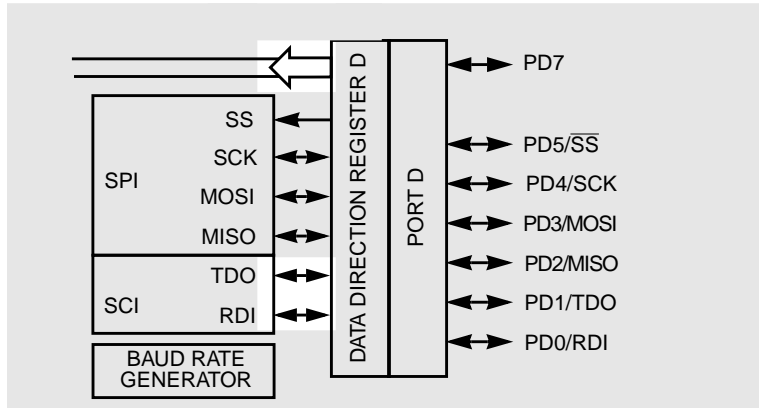 PD7
SS
SCK
MOSI
MISO
SPI
TDO
RDI
SCI
BAUD RATE
GENERATOR
DATA DIRECTION REGISTER D
PORT D
PD5/SS
PD4/SCK
PD3/MOSI
PD2/MISO
PD1/TDO
PD0/RDI